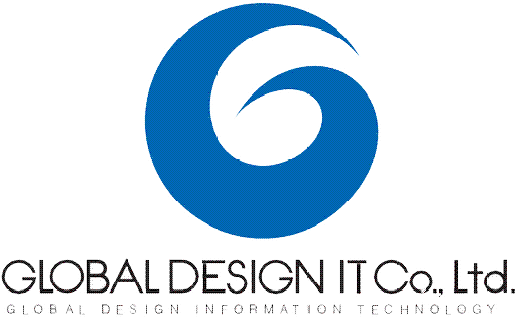 GLOBAL DESIGN IT Co., Ltd.
GLOBAL DESIGN INFORMATION TECHNOLOGY